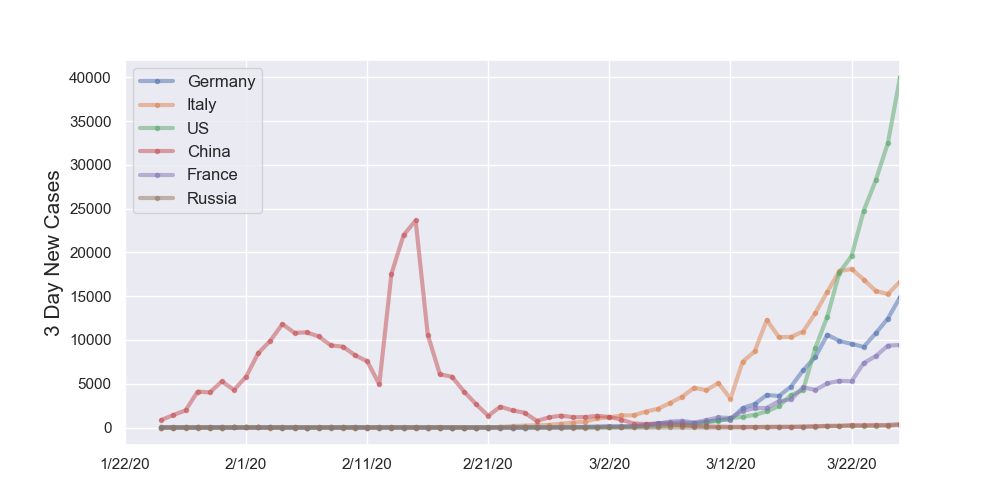 Germany
Italy
US
China
France
Russia
3 Day New Cases
40000
35000
30000
25000
20000
15000
10000
5000
0
1/22/20 2/1/20 2/11/20 2/21/20 3/2/20 3/12/20 3/22/20